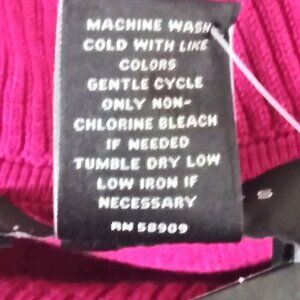 MACHINE WASH
COLD WITH LIKE
COLORS
GENTLE CYCLE
ONLY NON-
CHLORINE BLEACH
IF NEEDED
TUMBLE DRY LOW
LOW IRON IF
NECESSARY
RN 58909
S